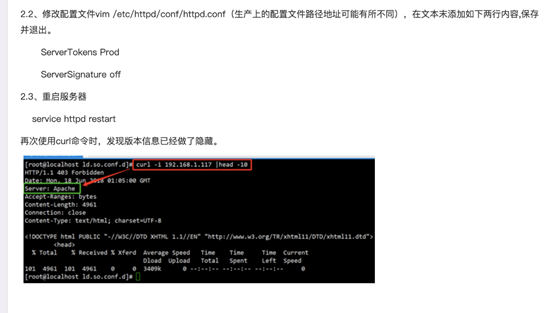 2.2、修改配置文件vim /etc/httpd/conf/httpd.conf（生产上的配置文件路径地址可能有所不同），在文本末添加如下两行内容,保存
并退出。
ServerTokens Prod
ServerSignature off
2.3、重启服务器
service httpd restart
再次使用curl命令时，发现版本信息已经做了隐藏。
[root@localhost ld.so.conf.d]# curl -i 192.168.1.117 |head -10
HTTP/1.1 403 Forbidden
Date: Mon, 18 Jun 2018 01:05:00 GMT
Server: Apache
Accept-Ranges: bytes
Content-Length: 4961
Connection: close
Content-Type: text/html; charset=UTF-8
<!DOCTYPE html PUBLIC "-//W3C//DTD XHTML 1.1//EN" "http://www.w3.org/TR/xhtml11/DTD/xhtml11.dtd">
<head>
% Total % Received % Xferd Average Speed Time Time Time Current
Dload Upload Total Spent Left Speed
101 4961 101 4961 0 0 3409k 0 --:--:-- --:--:-- --:--:-- 0
[root@localhost ld.so.conf.d]#